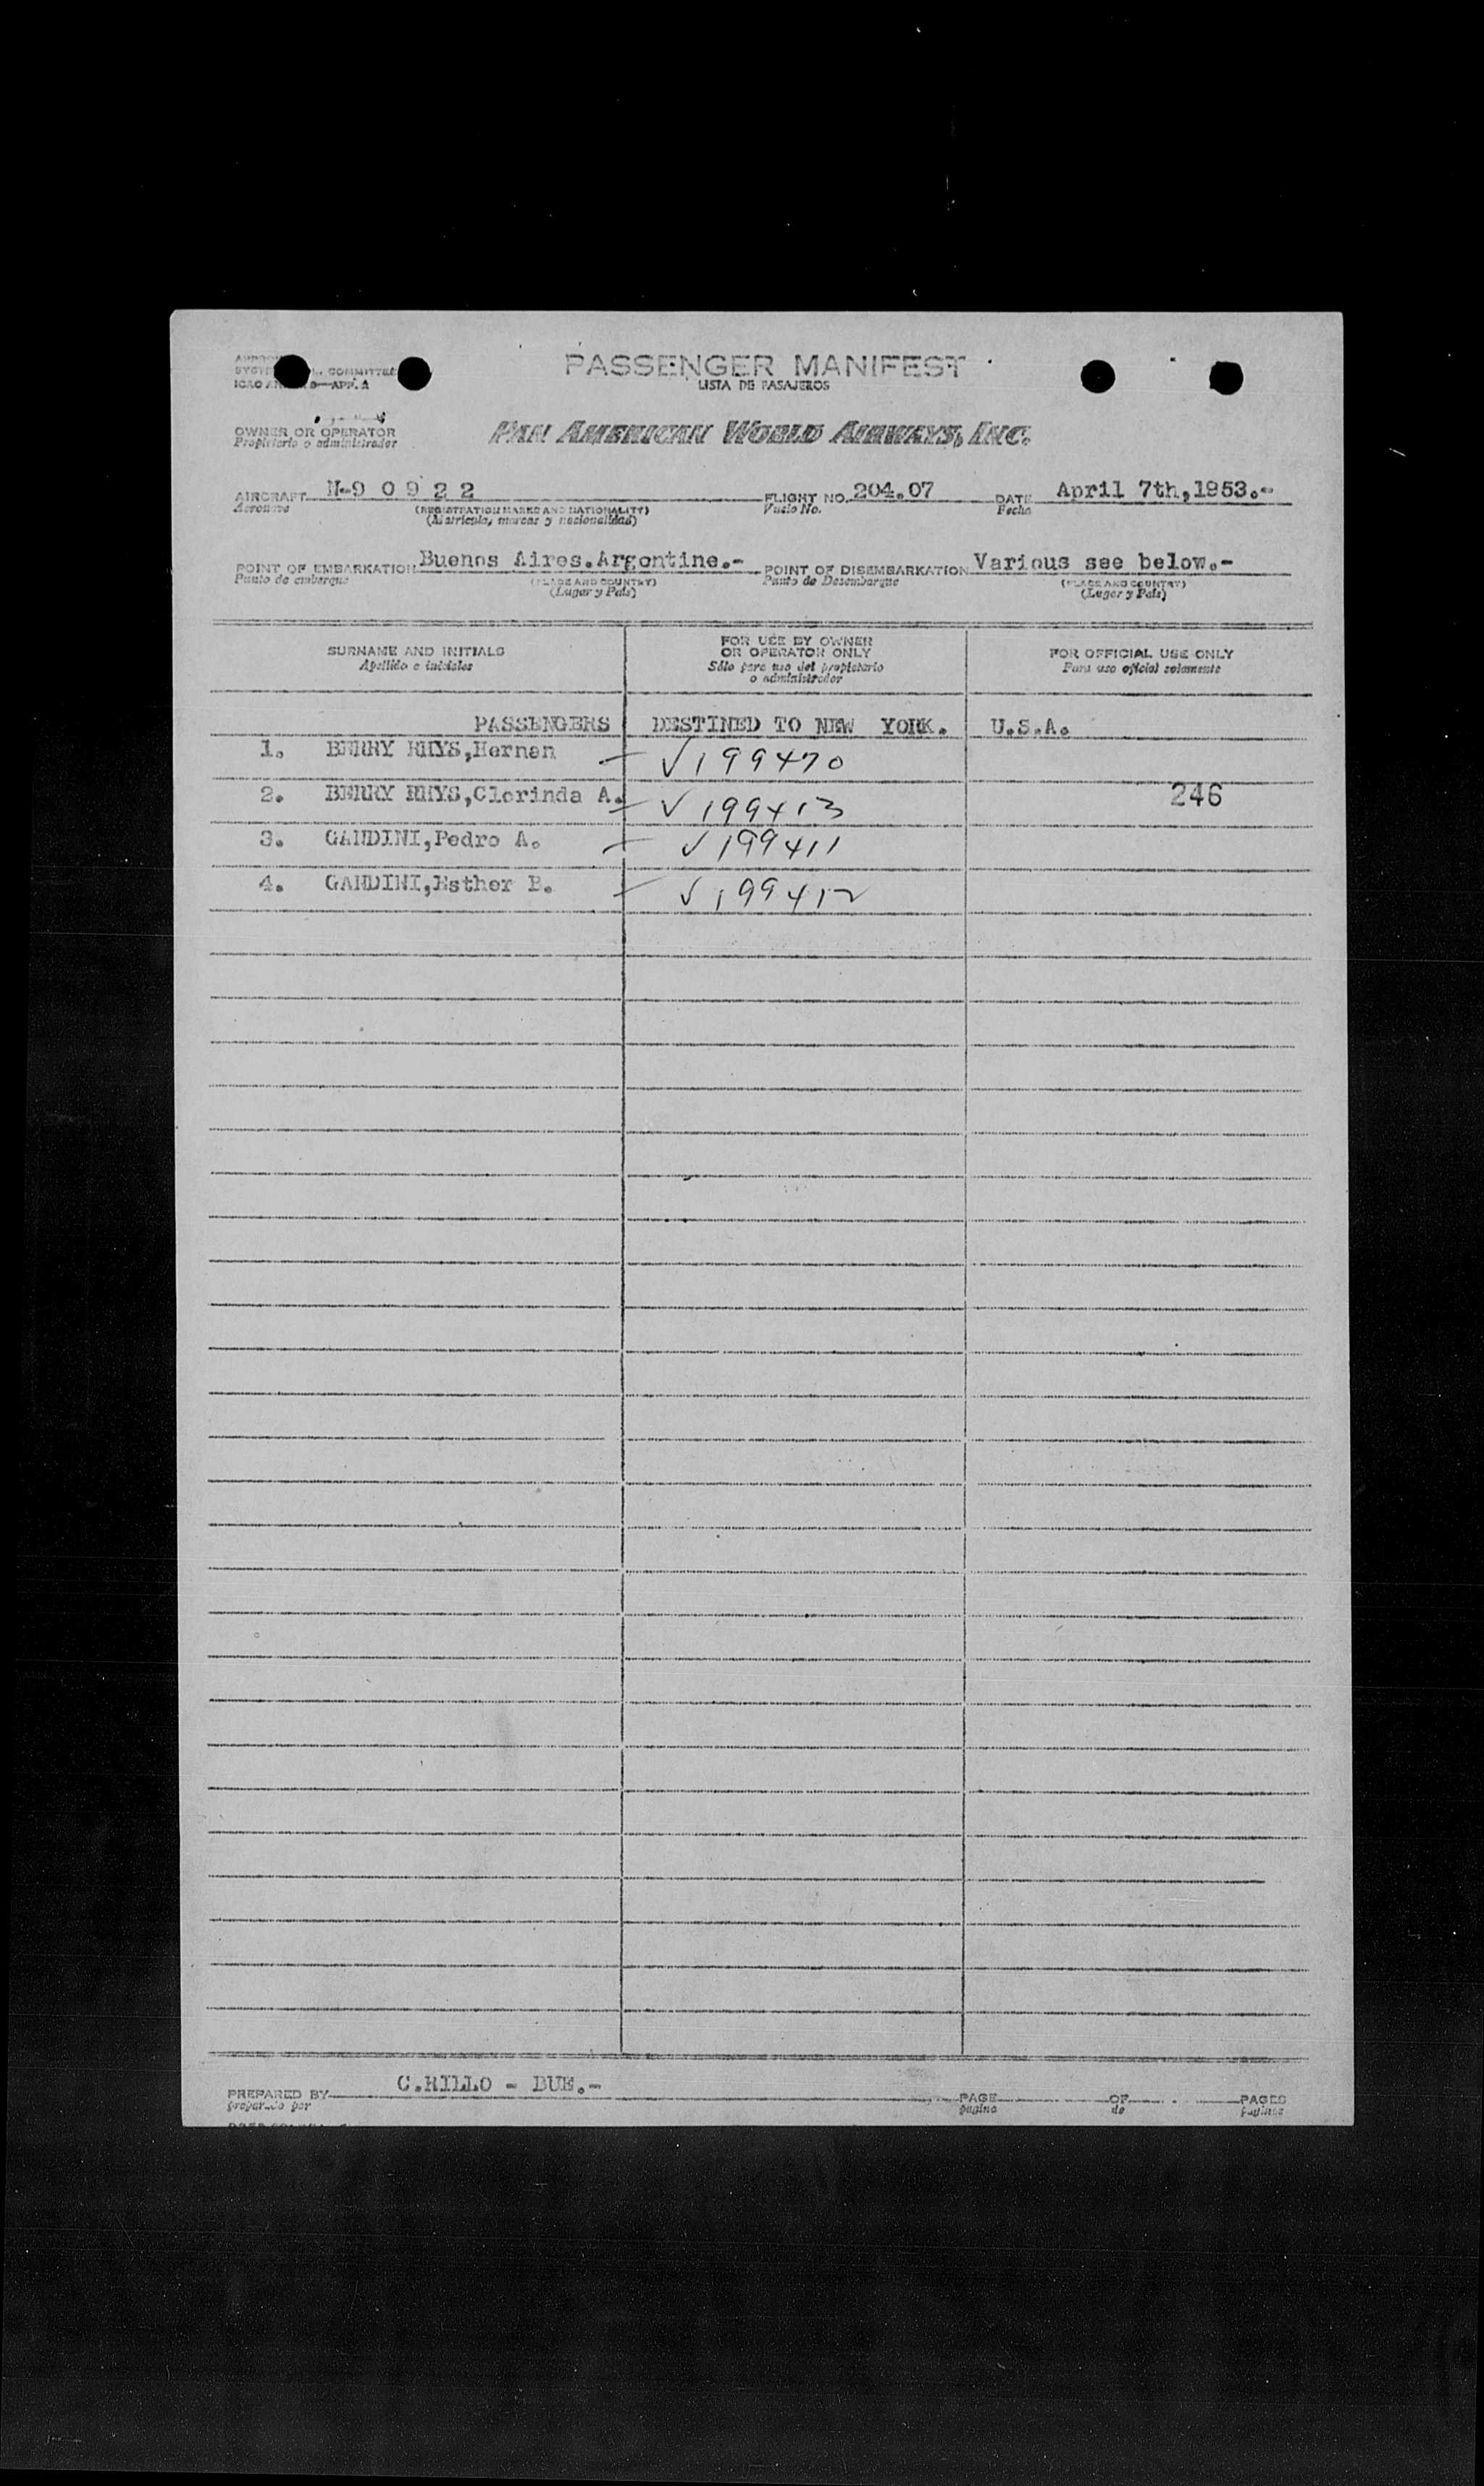 PASSENGER MANIFEST
LISTA DE PASAJEROS
COMMITTEE
APP. A
OWNER OR OPERATOR
Propietario o administrador
PAN AMERICAN WORLD AIRWAYS, INC.
AIRCRAFT N-9 0 9 2 2 FLIGHT NO. 204.07 DATE April 7th,1953.-
Aeronave (REGISTRATION MARKS AND NATIONALITY) Vuelo No. Fecha
(Matricula, marcas y nacionalidad)
POINT OF EMBARKATION Buenos Aires.Argentine.- POINT OF DISEMBARKATION Various see below.-
Punto de embarque (PLACE AND COUNTRY) Punto de Desembarque (PLACE AND COUNTRY)
(Lugar y País) (Lugar y País)
SURNAME AND INITIALS
Apellido e iniciales
FOR USE BY OWNER
OR OPERATOR ONLY
Sólo para uso del propietario
o administrador
FOR OFFICIAL USE ONLY
Para uso oficial solamente
PASSENGERS DESTINED TO NEW YORK. U.S.A.
1. BERRY RHYS,Hernan – ✓ 199470
2. BERRY RHYS,Clorinda A. – ✓ 199413 246
3. GANDINI,Pedro A. – ✓ 199411
4. GANDINI,Esther B. – ✓ 199412
PREPARED BY C.RILLO - BUE.- PAGE OF PAGES
preparado por pagina de paginas